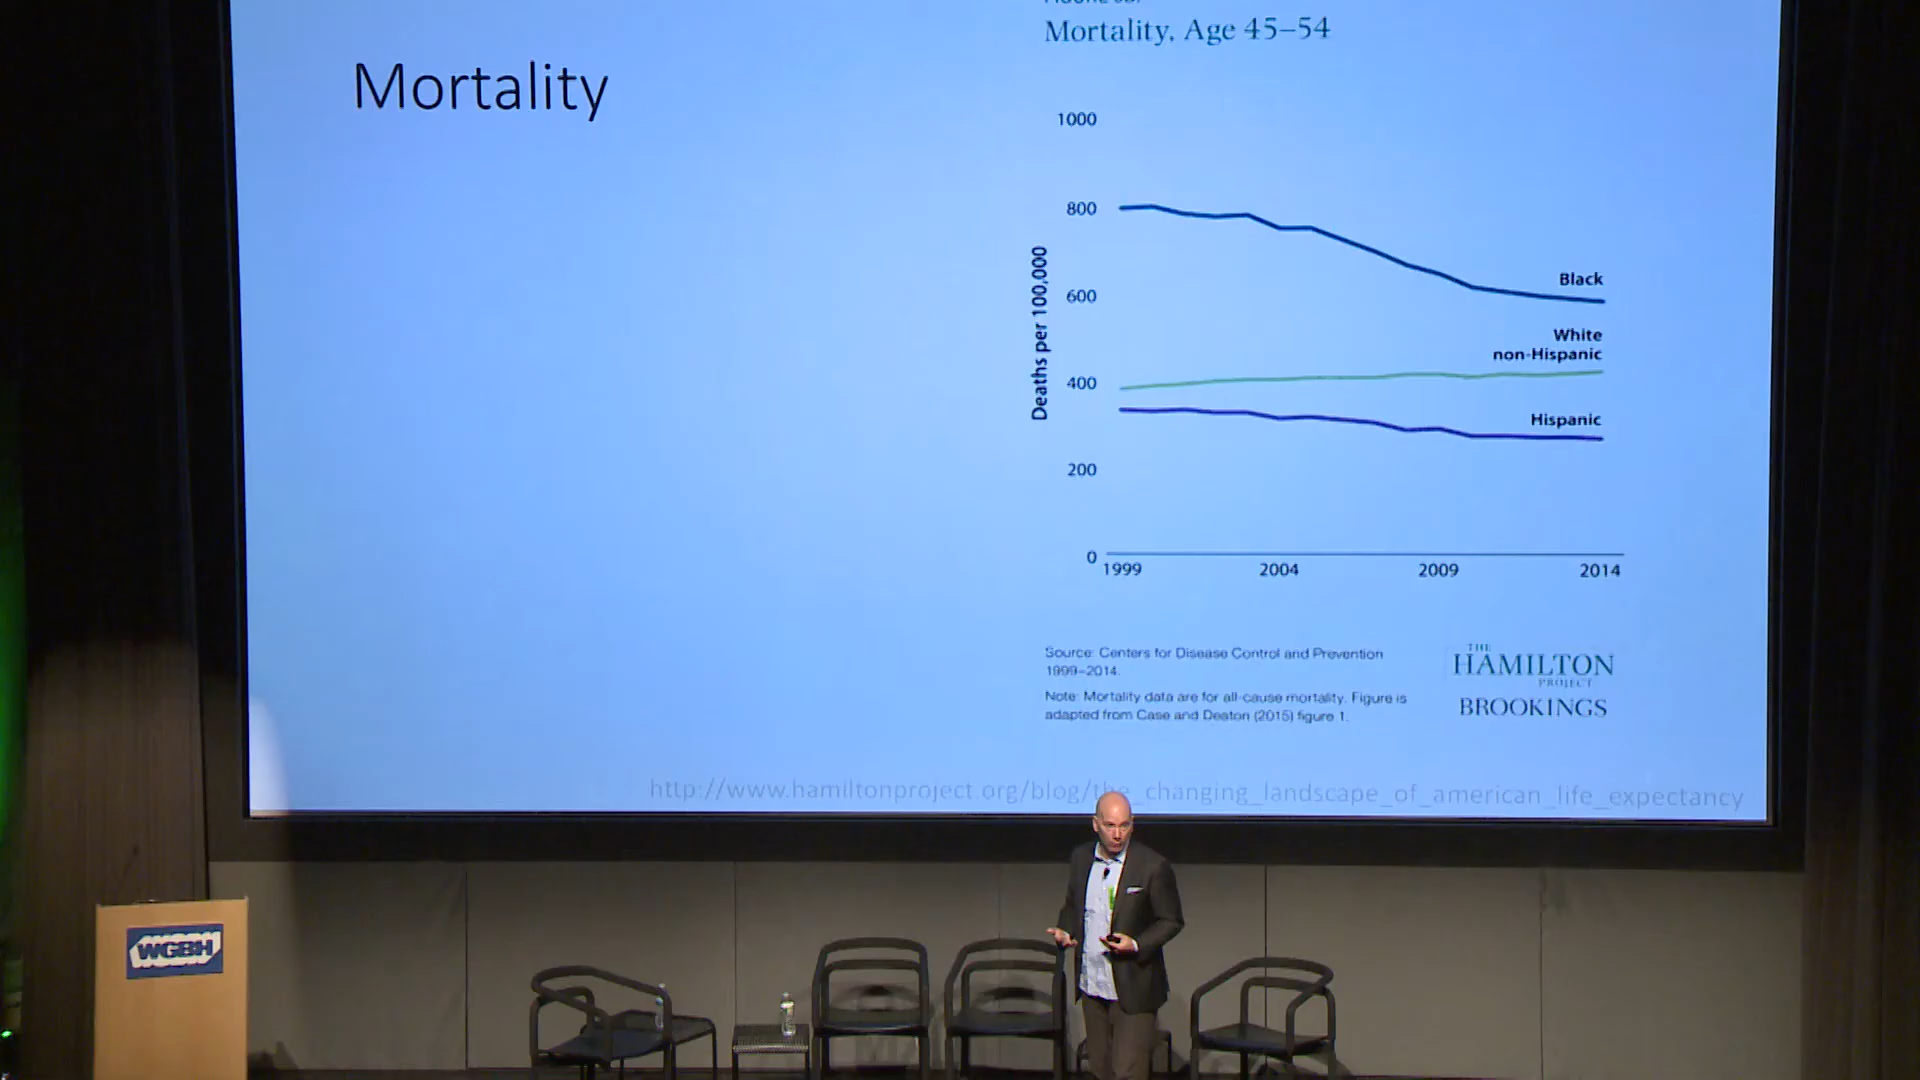 Mortality
Mortality, Age 45–54
1000
800
600
400
200
0
Deaths per 100,000
Black
White
non-Hispanic
Hispanic
1999 2004 2009 2014
Source: Centers for Disease Control and Prevention
1999–2014.
Note: Mortality data are for all-cause mortality. Figure is
adapted from Case and Deaton (2015) figure 1.
THE
HAMILTON
PROJECT
BROOKINGS
http://www.hamiltonproject.org/blog/the_changing_landscape_of_american_life_expectancy
WGBH